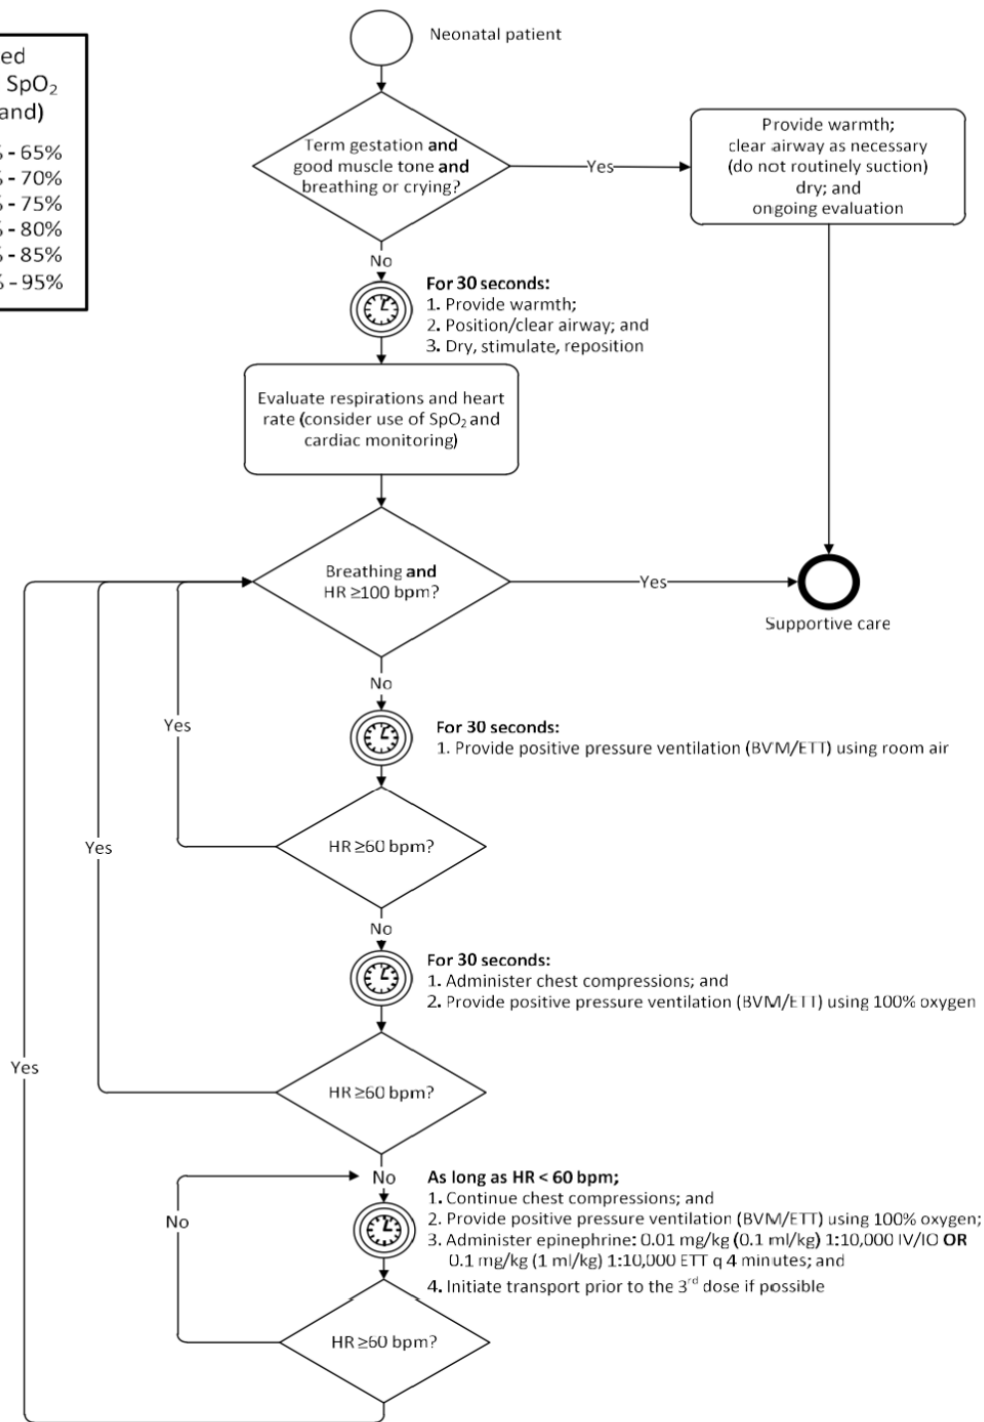 Neonatal patient
ed
SpO₂
and)
- 65%
- 70%
- 75%
- 80%
- 85%
- 95%
Term gestation and
good muscle tone and
breathing or crying?
Yes
Provide warmth;
clear airway as necessary
(do not routinely suction)
dry; and
ongoing evaluation
No
For 30 seconds:
1. Provide warmth;
2. Position/clear airway; and
3. Dry, stimulate, reposition
Evaluate respirations and heart
rate (consider use of SpO₂ and
cardiac monitoring)
Breathing and
HR ≥100 bpm?
Yes
Supportive care
No
For 30 seconds:
1. Provide positive pressure ventilation (BVM/ETT) using room air
Yes
HR ≥60 bpm?
Yes
No
For 30 seconds:
1. Administer chest compressions; and
2. Provide positive pressure ventilation (BVM/ETT) using 100% oxygen
Yes
HR ≥60 bpm?
No
As long as HR < 60 bpm;
1. Continue chest compressions; and
2. Provide positive pressure ventilation (BVM/ETT) using 100% oxygen;
3. Administer epinephrine: 0.01 mg/kg (0.1 ml/kg) 1:10,000 IV/IO OR
0.1 mg/kg (1 ml/kg) 1:10,000 ETT q 4 minutes; and
4. Initiate transport prior to the 3rd dose if possible
No
HR ≥60 bpm?